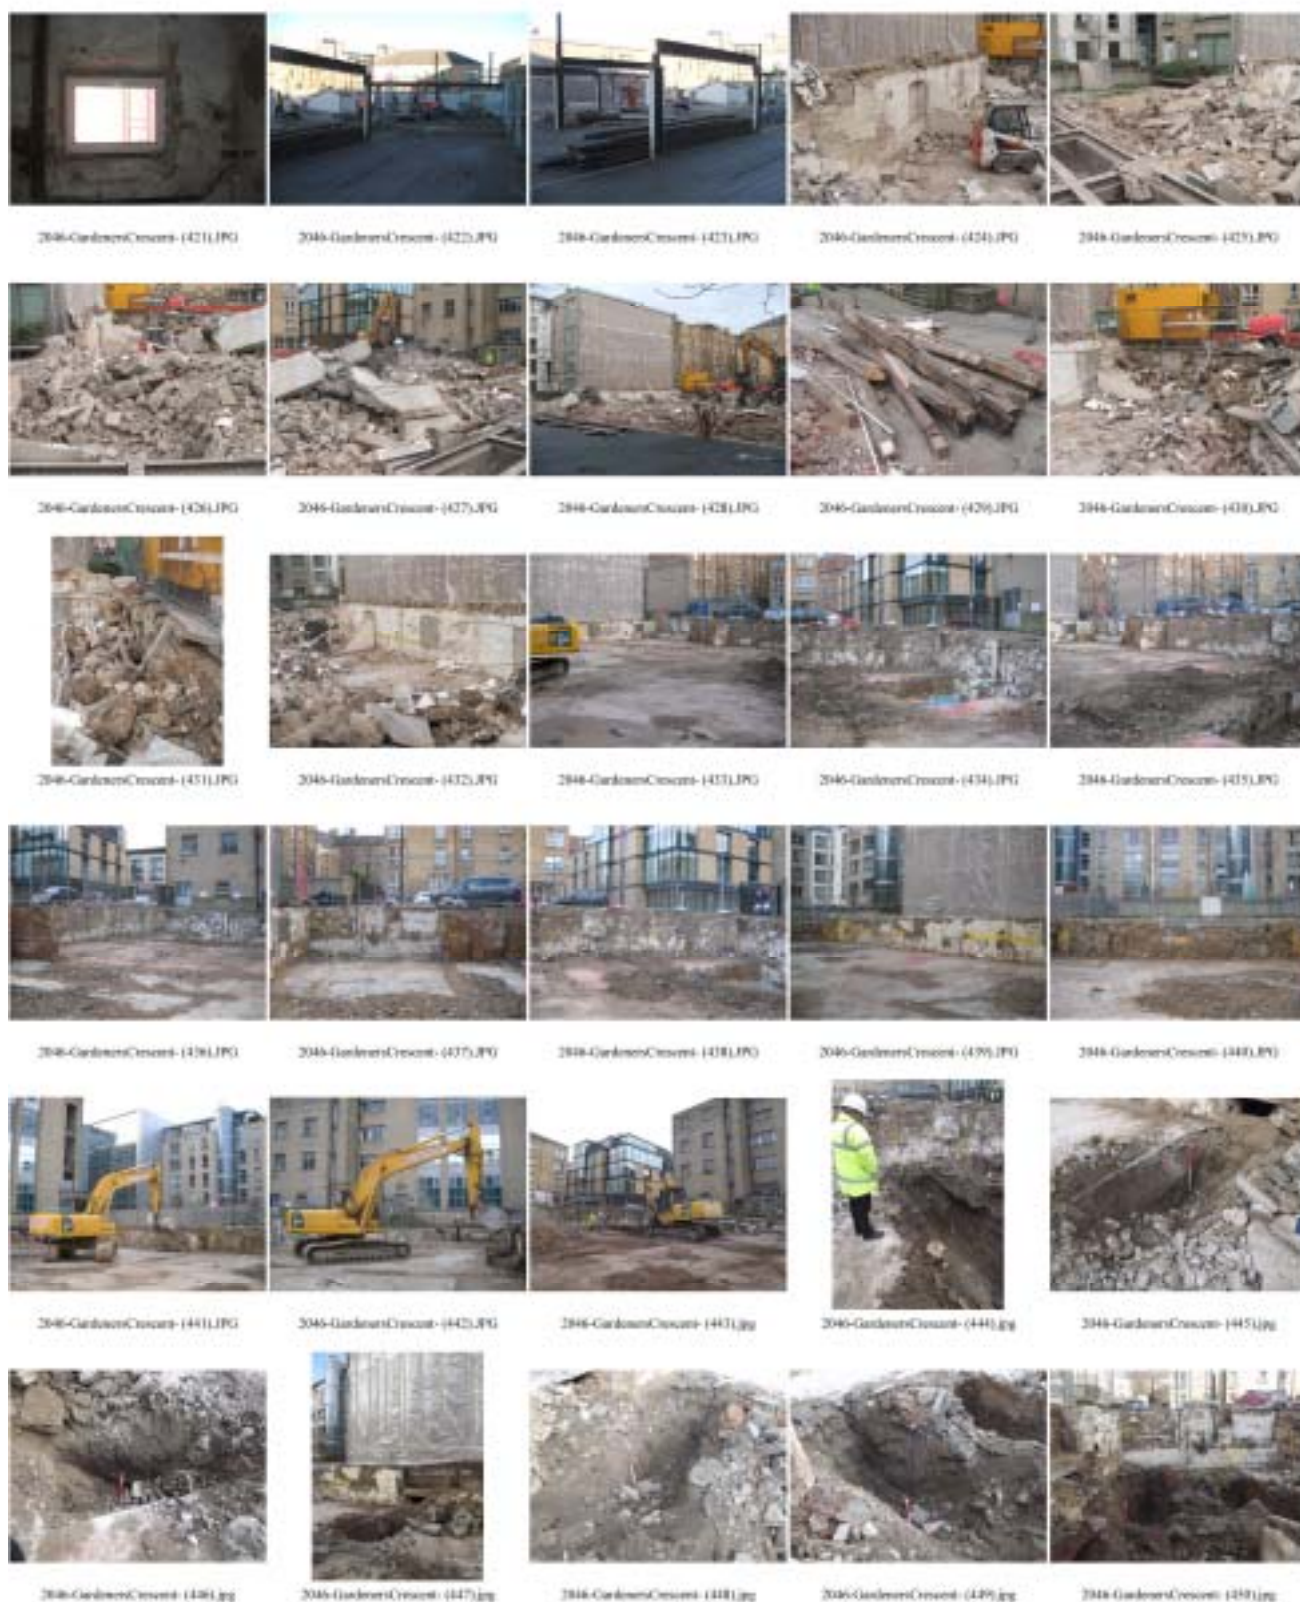 2046-GardenersCrescent- (421).JPG
2046-GardenersCrescent- (422).JPG
2046-GardenersCrescent- (423).JPG
2046-GardenersCrescent- (424).JPG
2046-GardenersCrescent- (425).JPG
2046-GardenersCrescent- (426).JPG
2046-GardenersCrescent- (427).JPG
2046-GardenersCrescent- (428).JPG
2046-GardenersCrescent- (429).JPG
2046-GardenersCrescent- (430).JPG
2046-GardenersCrescent- (431).JPG
2046-GardenersCrescent- (432).JPG
2046-GardenersCrescent- (433).JPG
2046-GardenersCrescent- (434).JPG
2046-GardenersCrescent- (435).JPG
2046-GardenersCrescent- (436).JPG
2046-GardenersCrescent- (437).JPG
2046-GardenersCrescent- (438).JPG
2046-GardenersCrescent- (439).JPG
2046-GardenersCrescent- (440).JPG
2046-GardenersCrescent- (441).JPG
2046-GardenersCrescent- (442).JPG
2046-GardenersCrescent- (443).jpg
2046-GardenersCrescent- (444).jpg
2046-GardenersCrescent- (445).jpg
2046-GardenersCrescent- (446).jpg
2046-GardenersCrescent- (447).jpg
2046-GardenersCrescent- (448).jpg
2046-GardenersCrescent- (449).jpg
2046-GardenersCrescent- (450).jpg